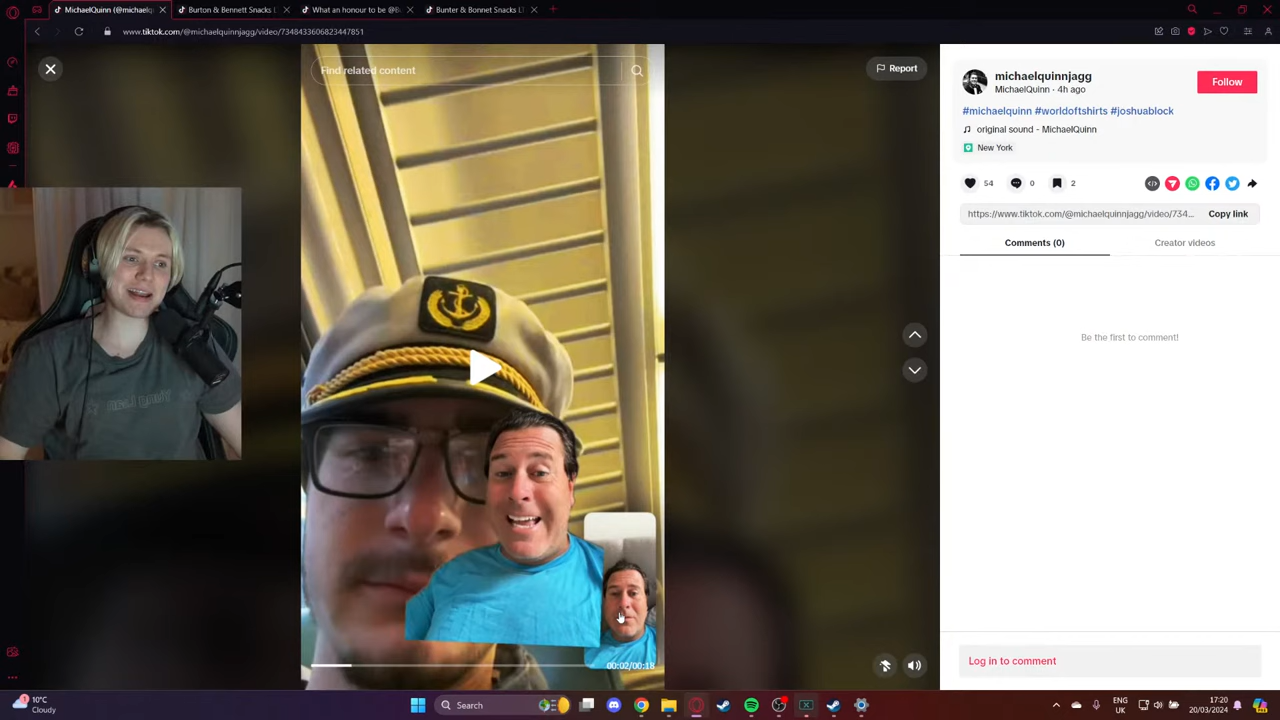 MichaelQuinn (@michaelq
Burton & Bennett Snacks L
What an honour to be @B
Bunter & Bonnet Snacks LT
www.tiktok.com/@michaelquinnjagg/video/7348433606823447851
Find related content
Report
michaelquinnjagg
MichaelQuinn · 4h ago
Follow
#michaelquinn #worldoftshirts #joshuablock
original sound - MichaelQuinn
New York
54
0
2
https://www.tiktok.com/@michaelquinnjagg/video/734...
Copy link
Comments (0)
Creator videos
Be the first to comment!
00:02/00:18
Log in to comment
1
10°C
Cloudy
Search
ENG
UK
17:20
20/03/2024